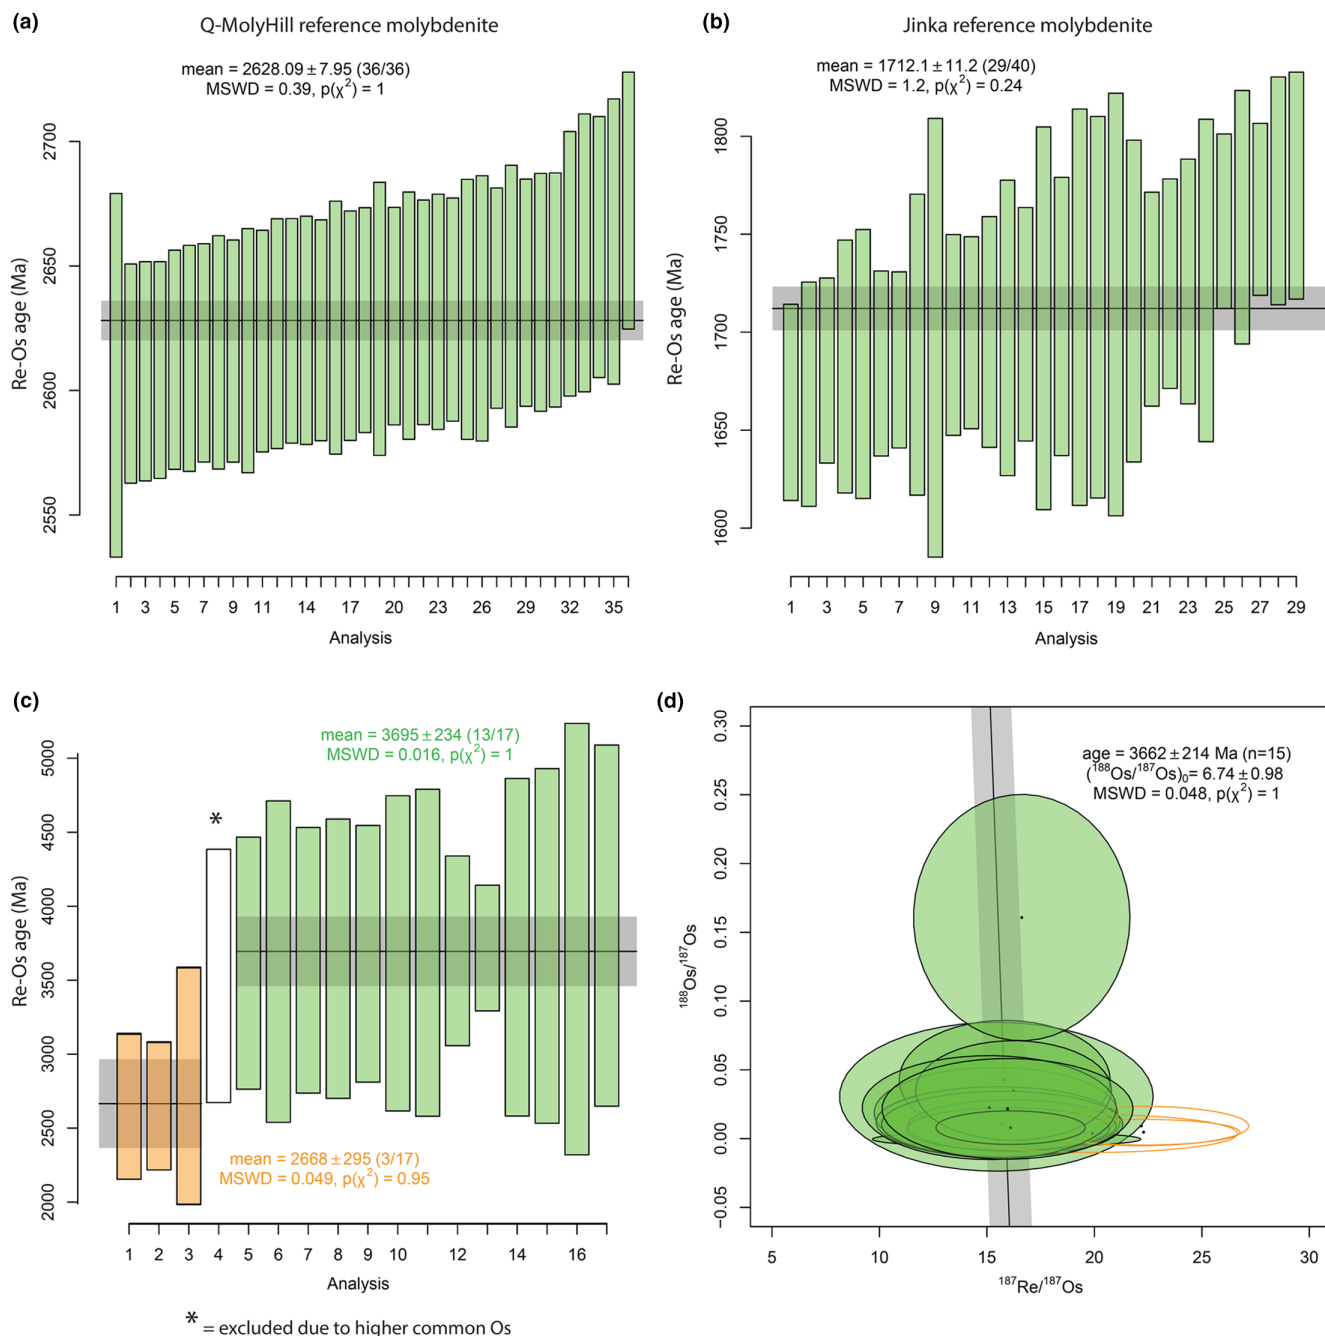 (a)
Q-MolyHill reference molybdenite
mean = 2628.09 ± 7.95 (36/36)
MSWD = 0.39, p(χ²) = 1
Re-Os age (Ma)
2700
2650
2600
2550
1 3 5 7 9 11 14 17 20 23 26 29 32 35
Analysis
(b)
Jinka reference molybdenite
mean = 1712.1 ± 11.2 (29/40)
MSWD = 1.2, p(χ²) = 0.24
Re-Os age (Ma)
1800
1750
1700
1650
1600
1 3 5 7 9 11 13 15 17 19 21 23 25 27 29
Analysis
(c)
mean = 3695 ± 234 (13/17)
MSWD = 0.016, p(χ²) = 1
*
Re-Os age (Ma)
5000
4500
4000
3500
3000
2500
2000
mean = 2668 ± 295 (3/17)
MSWD = 0.049, p(χ²) = 0.95
1 2 3 4 5 6 7 8 9 10 12 14 16
Analysis
* = excluded due to higher common Os
(d)
age = 3662 ± 214 Ma (n=15)
(¹⁸⁸Os/¹⁸⁷Os)₀= 6.74 ± 0.98
MSWD = 0.048, p(χ²) = 1
¹⁸⁸Os/¹⁸⁷Os
0.30
0.25
0.20
0.15
0.10
0.05
0.00
−0.05
5 10 15 20 25 30
¹⁸⁷Re/¹⁸⁷Os